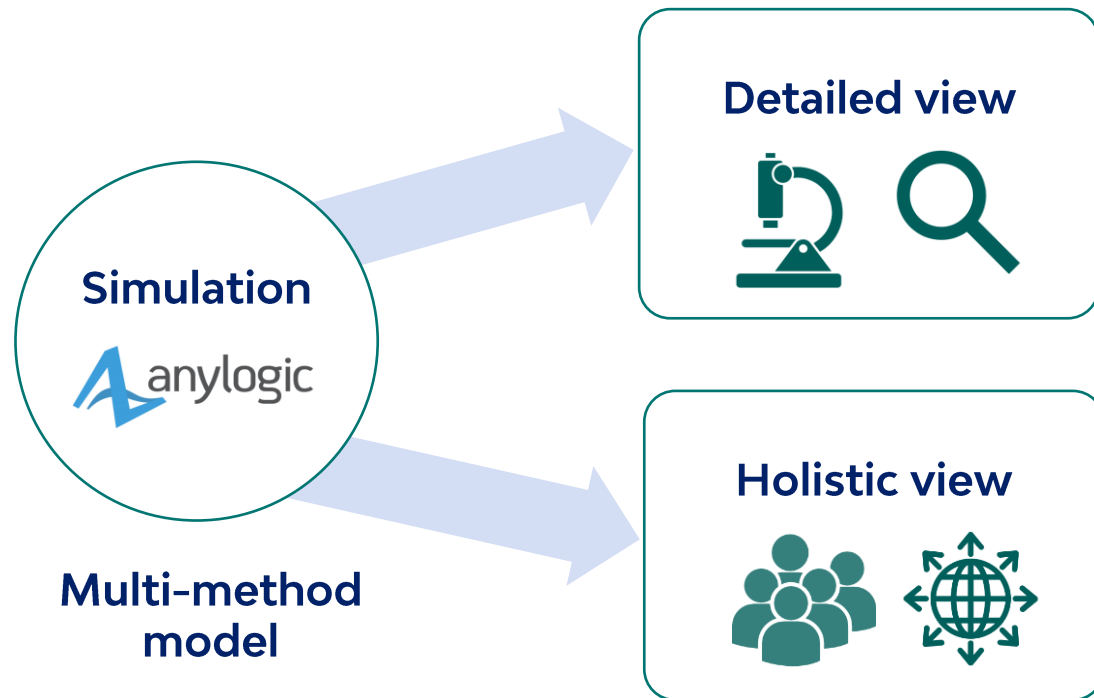 Simulation
anylogic
Multi-method
model
Detailed view
Holistic view